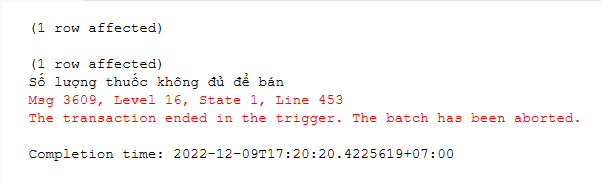 (1 row affected)
(1 row affected)
Số lượng thuốc không đủ để bán
Msg 3609, Level 16, State 1, Line 453
The transaction ended in the trigger. The batch has been aborted.
Completion time: 2022-12-09T17:20:20.4225619+07:00